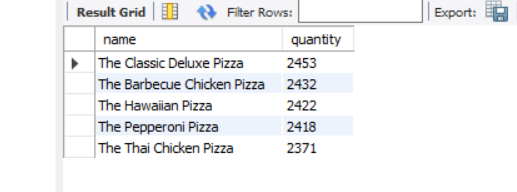 Result Grid Filter Rows: Export:
name quantity
The Classic Deluxe Pizza 2453
The Barbecue Chicken Pizza 2432
The Hawaiian Pizza 2422
The Pepperoni Pizza 2418
The Thai Chicken Pizza 2371